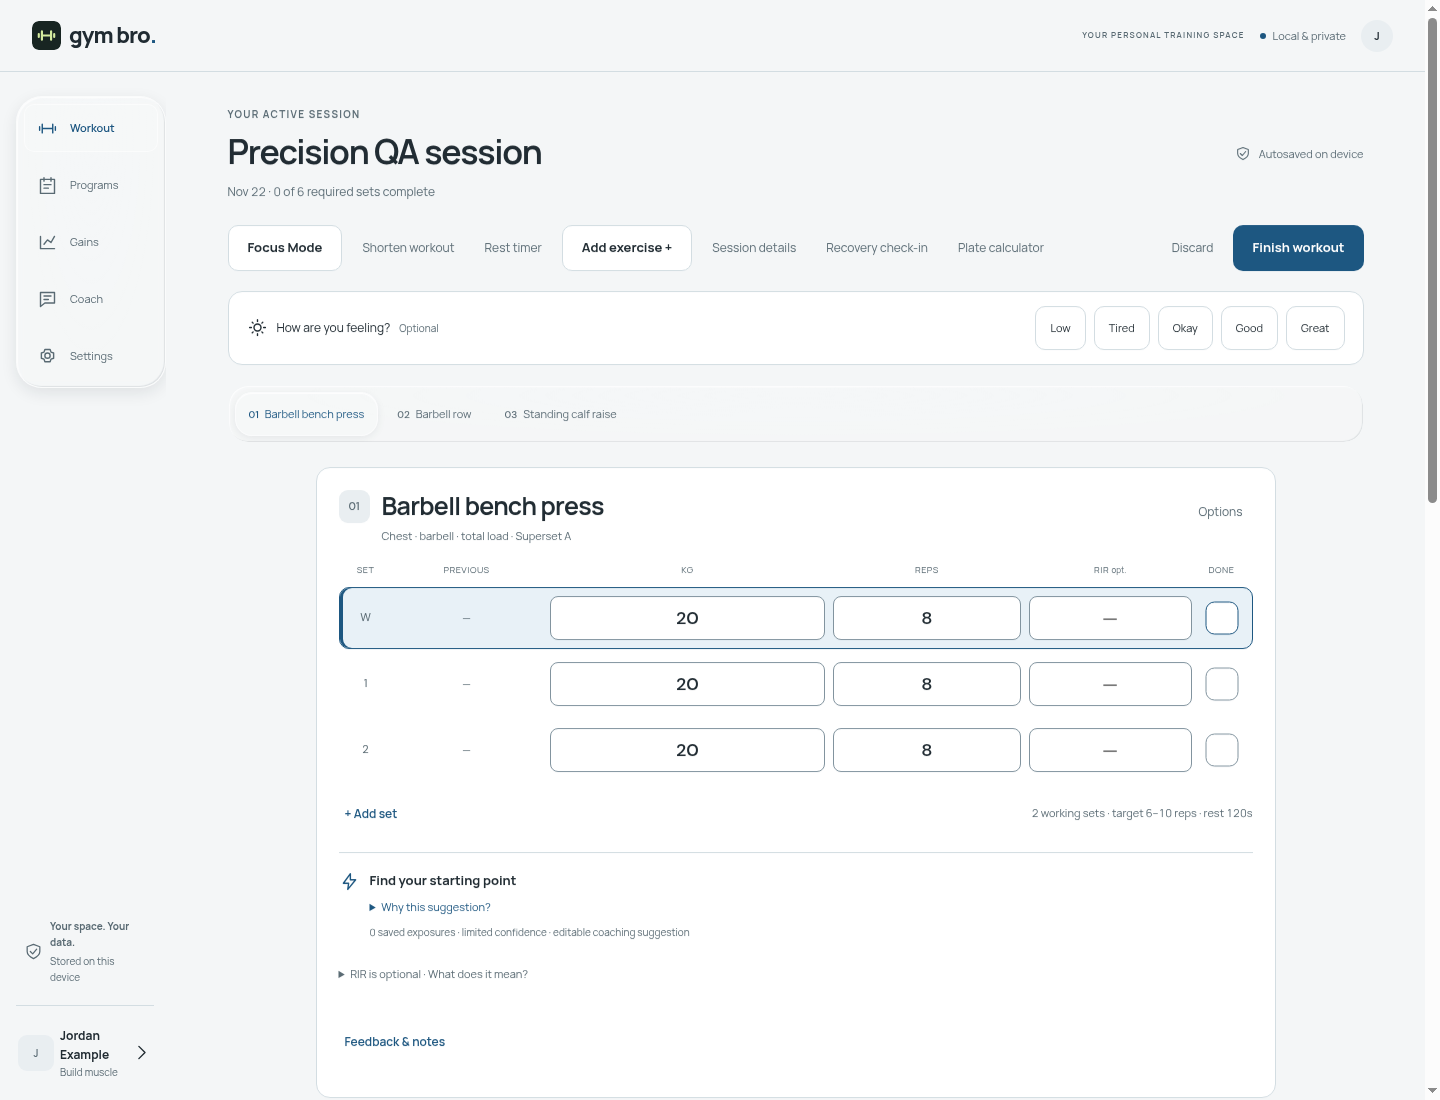 gym bro.
YOUR PERSONAL TRAINING SPACE
Local & private
J
Workout
Programs
Gains
Coach
Settings
Your space. Your
data.
Stored on this
device
J
Jordan
Example
Build muscle
YOUR ACTIVE SESSION
Precision QA session
Autosaved on device
Nov 22 · 0 of 6 required sets complete
Focus Mode
Shorten workout
Rest timer
Add exercise +
Session details
Recovery check-in
Plate calculator
Discard
Finish workout
How are you feeling? Optional
Low
Tired
Okay
Good
Great
01 Barbell bench press
02 Barbell row
03 Standing calf raise
01
Barbell bench press
Options
Chest · barbell · total load · Superset A
SET PREVIOUS KG REPS RIR opt. DONE
W – 20 8 —
1 – 20 8 —
2 – 20 8 —
+ Add set
2 working sets · target 6–10 reps · rest 120s
Find your starting point
Why this suggestion?
0 saved exposures · limited confidence · editable coaching suggestion
RIR is optional · What does it mean?
Feedback & notes